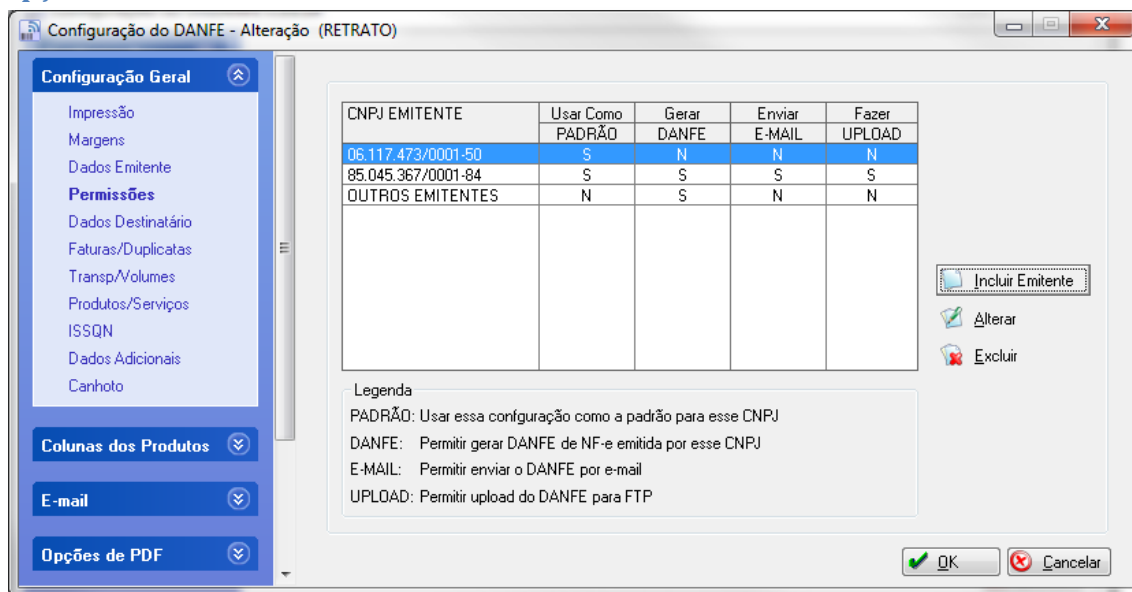 Configuração do DANFE - Alteração (RETRATO)
Configuração Geral
Impressão
Margens
Dados Emitente
Permissões
Dados Destinatário
Faturas/Duplicatas
Transp/Volumes
Produtos/Serviços
ISSQN
Dados Adicionais
Canhoto
Colunas dos Produtos
E-mail
Opções de PDF
CNPJ EMITENTE Usar Como Gerar Enviar Fazer
PADRÃO DANFE E-MAIL UPLOAD
06.117.473/0001-50 S N N N
85.045.367/0001-84 S S S S
OUTROS EMITENTES N S N N
Incluir Emitente
Alterar
Excluir
Legenda
PADRÃO: Usar essa confguração como a padrão para esse CNPJ
DANFE: Permitir gerar DANFE de NF-e emitida por esse CNPJ
E-MAIL: Permitir enviar o DANFE por e-mail
UPLOAD: Permitir upload do DANFE para FTP
OK Cancelar